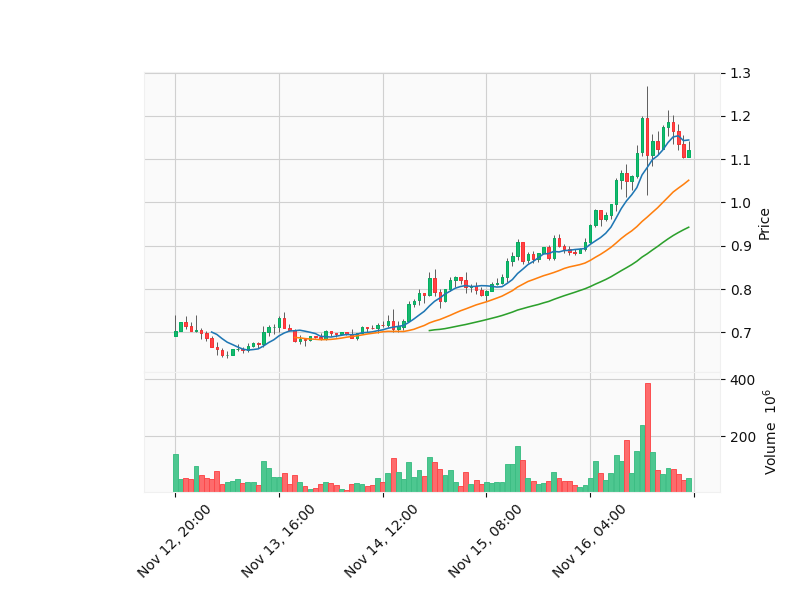 1.3
1.2
1.1
1.0
0.9
0.8
0.7
Price
400
200
Volume 10⁶
Nov 12, 20:00
Nov 13, 16:00
Nov 14, 12:00
Nov 15, 08:00
Nov 16, 04:00